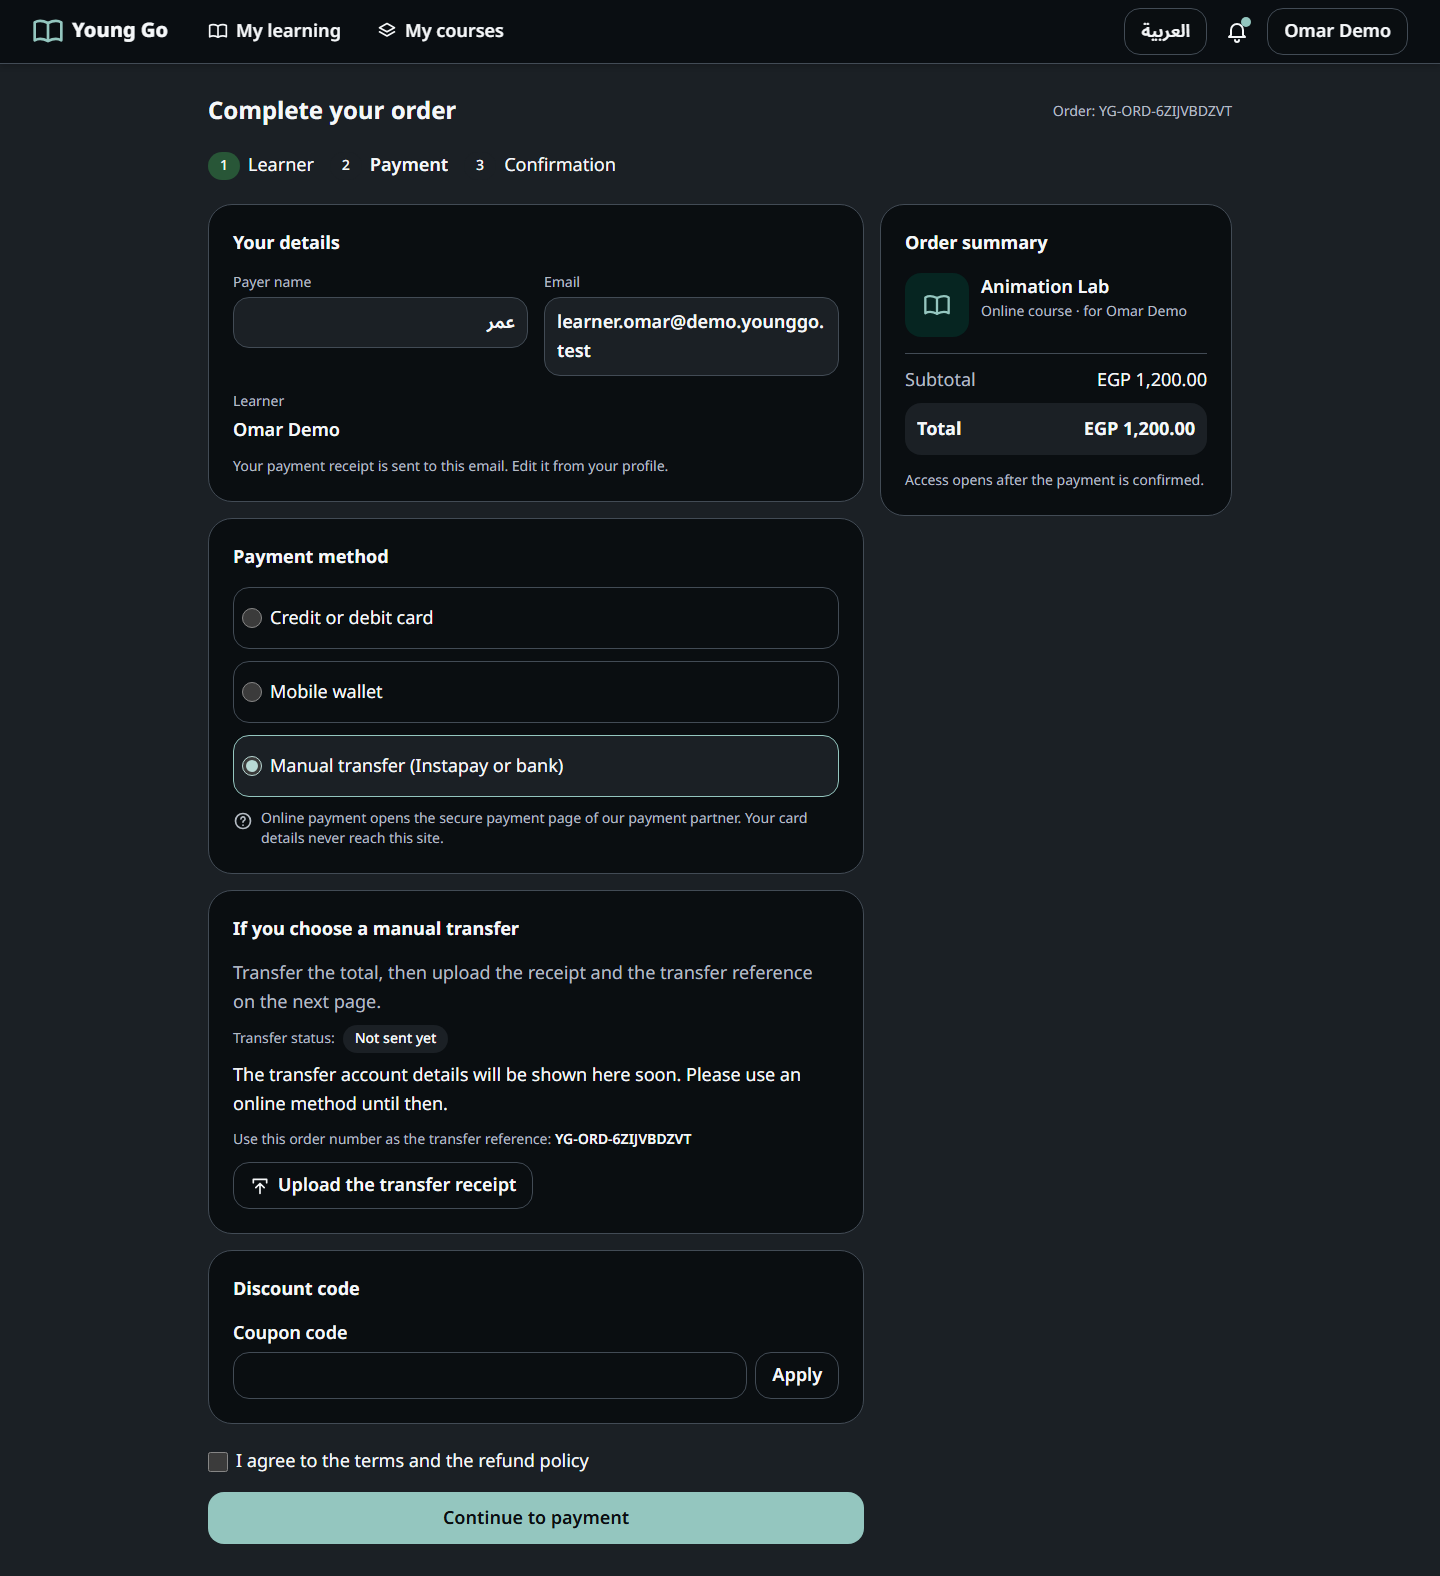 Young Go
My learning
My courses
العربية
Omar Demo
Complete your order
Order: YG-ORD-6ZIJVBDZVT
1 Learner 2 Payment 3 Confirmation
Your details
Payer name
عمر
Email
learner.omar@demo.younggo.
test
Learner
Omar Demo
Your payment receipt is sent to this email. Edit it from your profile.
Payment method
Credit or debit card
Mobile wallet
Manual transfer (Instapay or bank)
Online payment opens the secure payment page of our payment partner. Your card
details never reach this site.
If you choose a manual transfer
Transfer the total, then upload the receipt and the transfer reference
on the next page.
Transfer status: Not sent yet
The transfer account details will be shown here soon. Please use an
online method until then.
Use this order number as the transfer reference: YG-ORD-6ZIJVBDZVT
Upload the transfer receipt
Discount code
Coupon code
Apply
I agree to the terms and the refund policy
Continue to payment
Order summary
Animation Lab
Online course · for Omar Demo
Subtotal EGP 1,200.00
Total EGP 1,200.00
Access opens after the payment is confirmed.